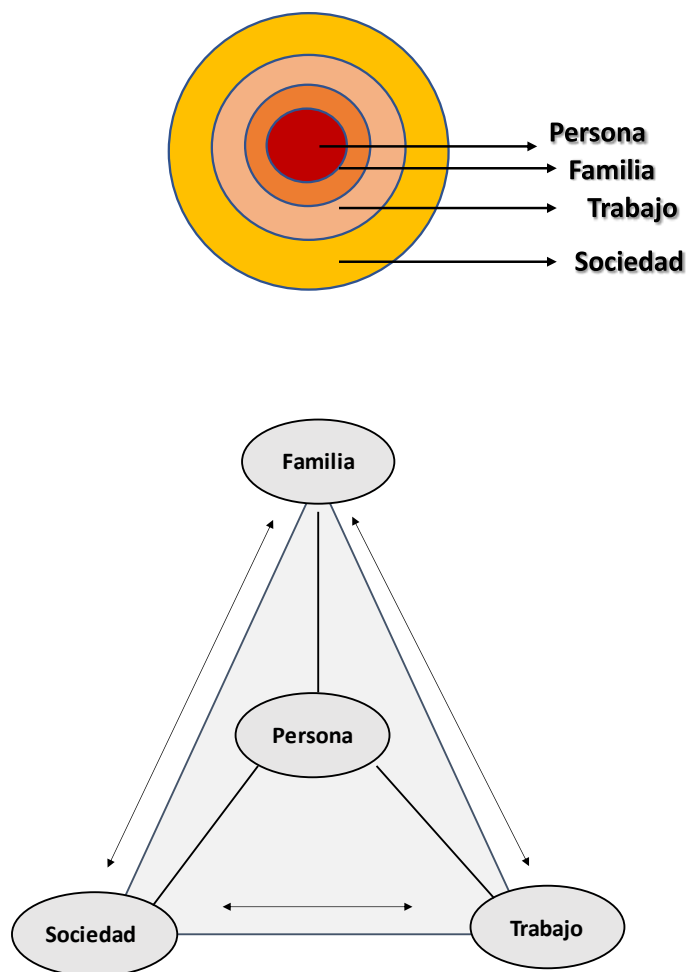 Persona
Familia
Trabajo
Sociedad
Familia
Persona
Sociedad
Trabajo